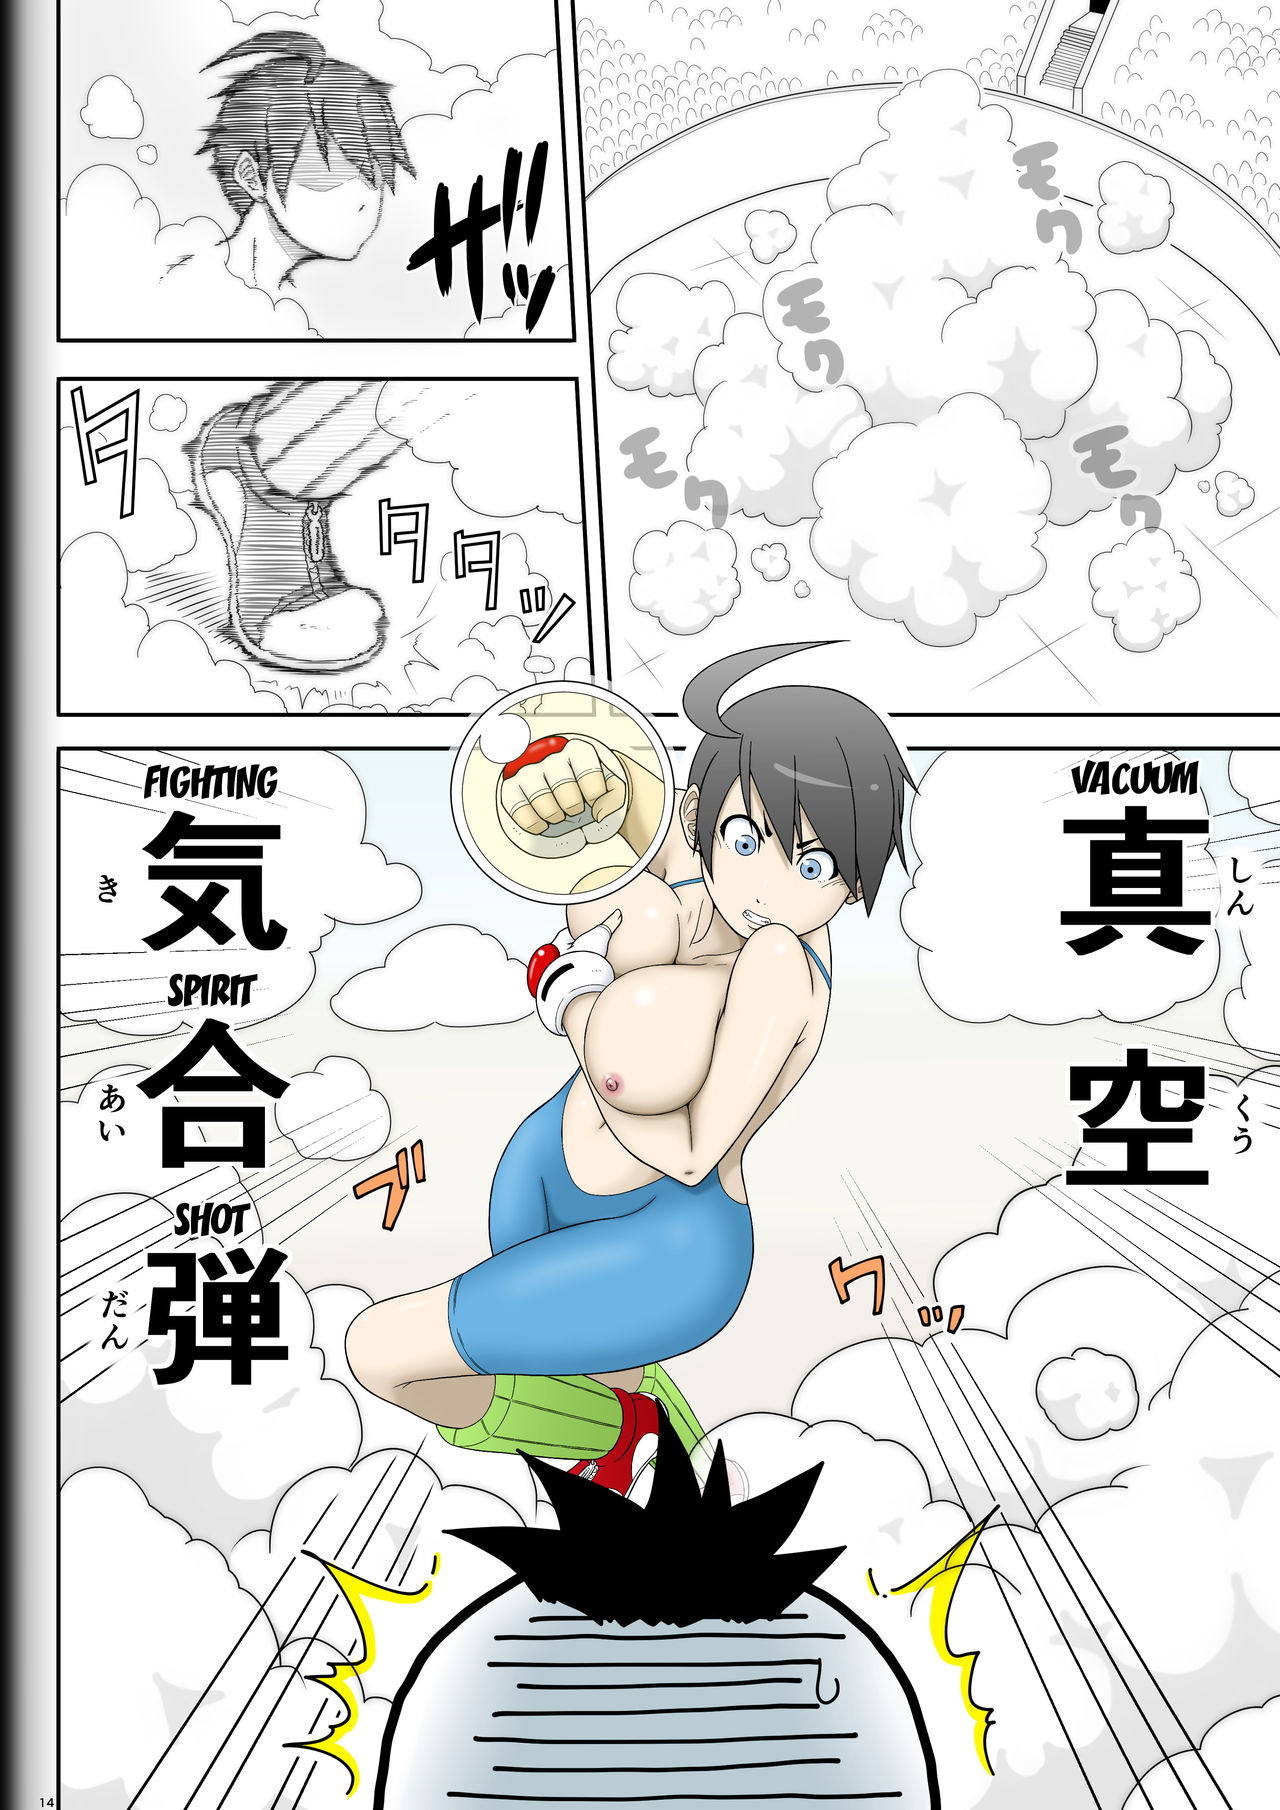 モク
モク
モク
モク
ザッ
タ
タタッ
VACUUM
真
しん
空
くう
FIGHTING
気
き
SPIRIT
合
あい
SHOT
弾
だん
ブ
ワッ
14